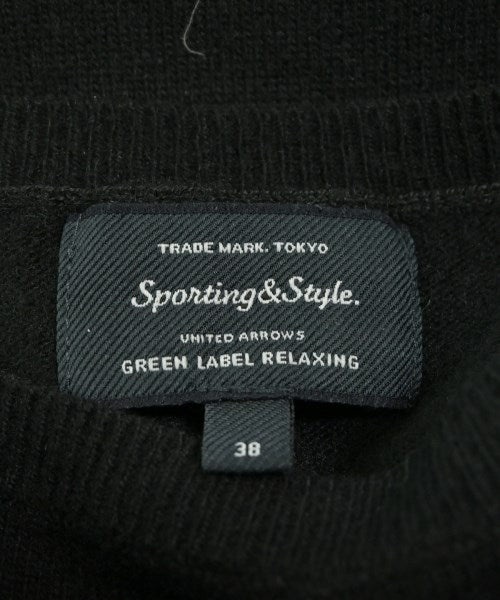 TRADE MARK. TOKYO
Sporting&Style.
UNITED ARROWS
GREEN LABEL RELAXING
38